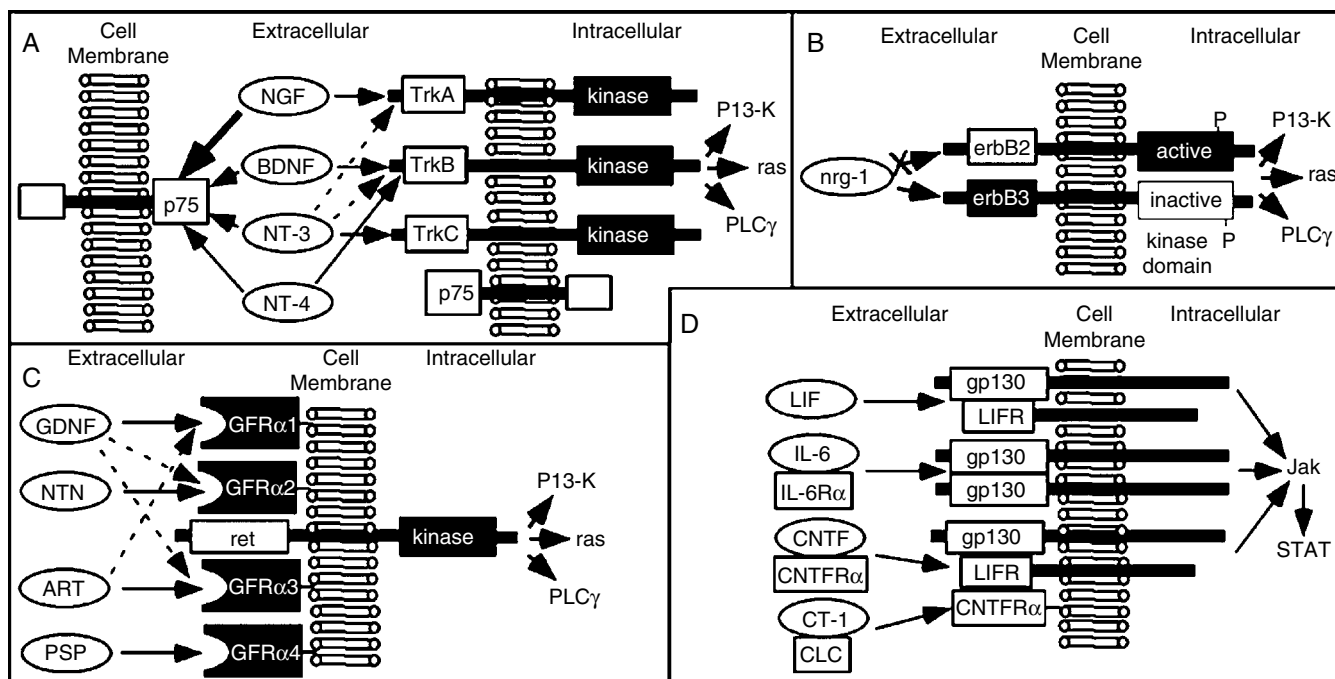 A
Cell
Membrane
Extracellular
Intracellular
NGF
TrkA
kinase
P13-K
BDNF
TrkB
kinase
ras
p75
NT-3
TrkC
kinase
PLCγ
NT-4
p75
B
Extracellular
Cell
Membrane
Intracellular
P
P13-K
erbB2
active
nrg-1
ras
erbB3
inactive
P
PLCγ
kinase
domain
C
Extracellular
Cell
Membrane
Intracellular
GDNF
GFRα1
NTN
GFRα2
P13-K
ret
kinase
ras
ART
GFRα3
PLCγ
PSP
GFRα4
D
Extracellular
Cell
Membrane
Intracellular
LIF
gp130
LIFR
IL-6
IL-6Rα
gp130
gp130
Jak
CNTF
CNTFRα
gp130
LIFR
STAT
CT-1
CLC
CNTFRα